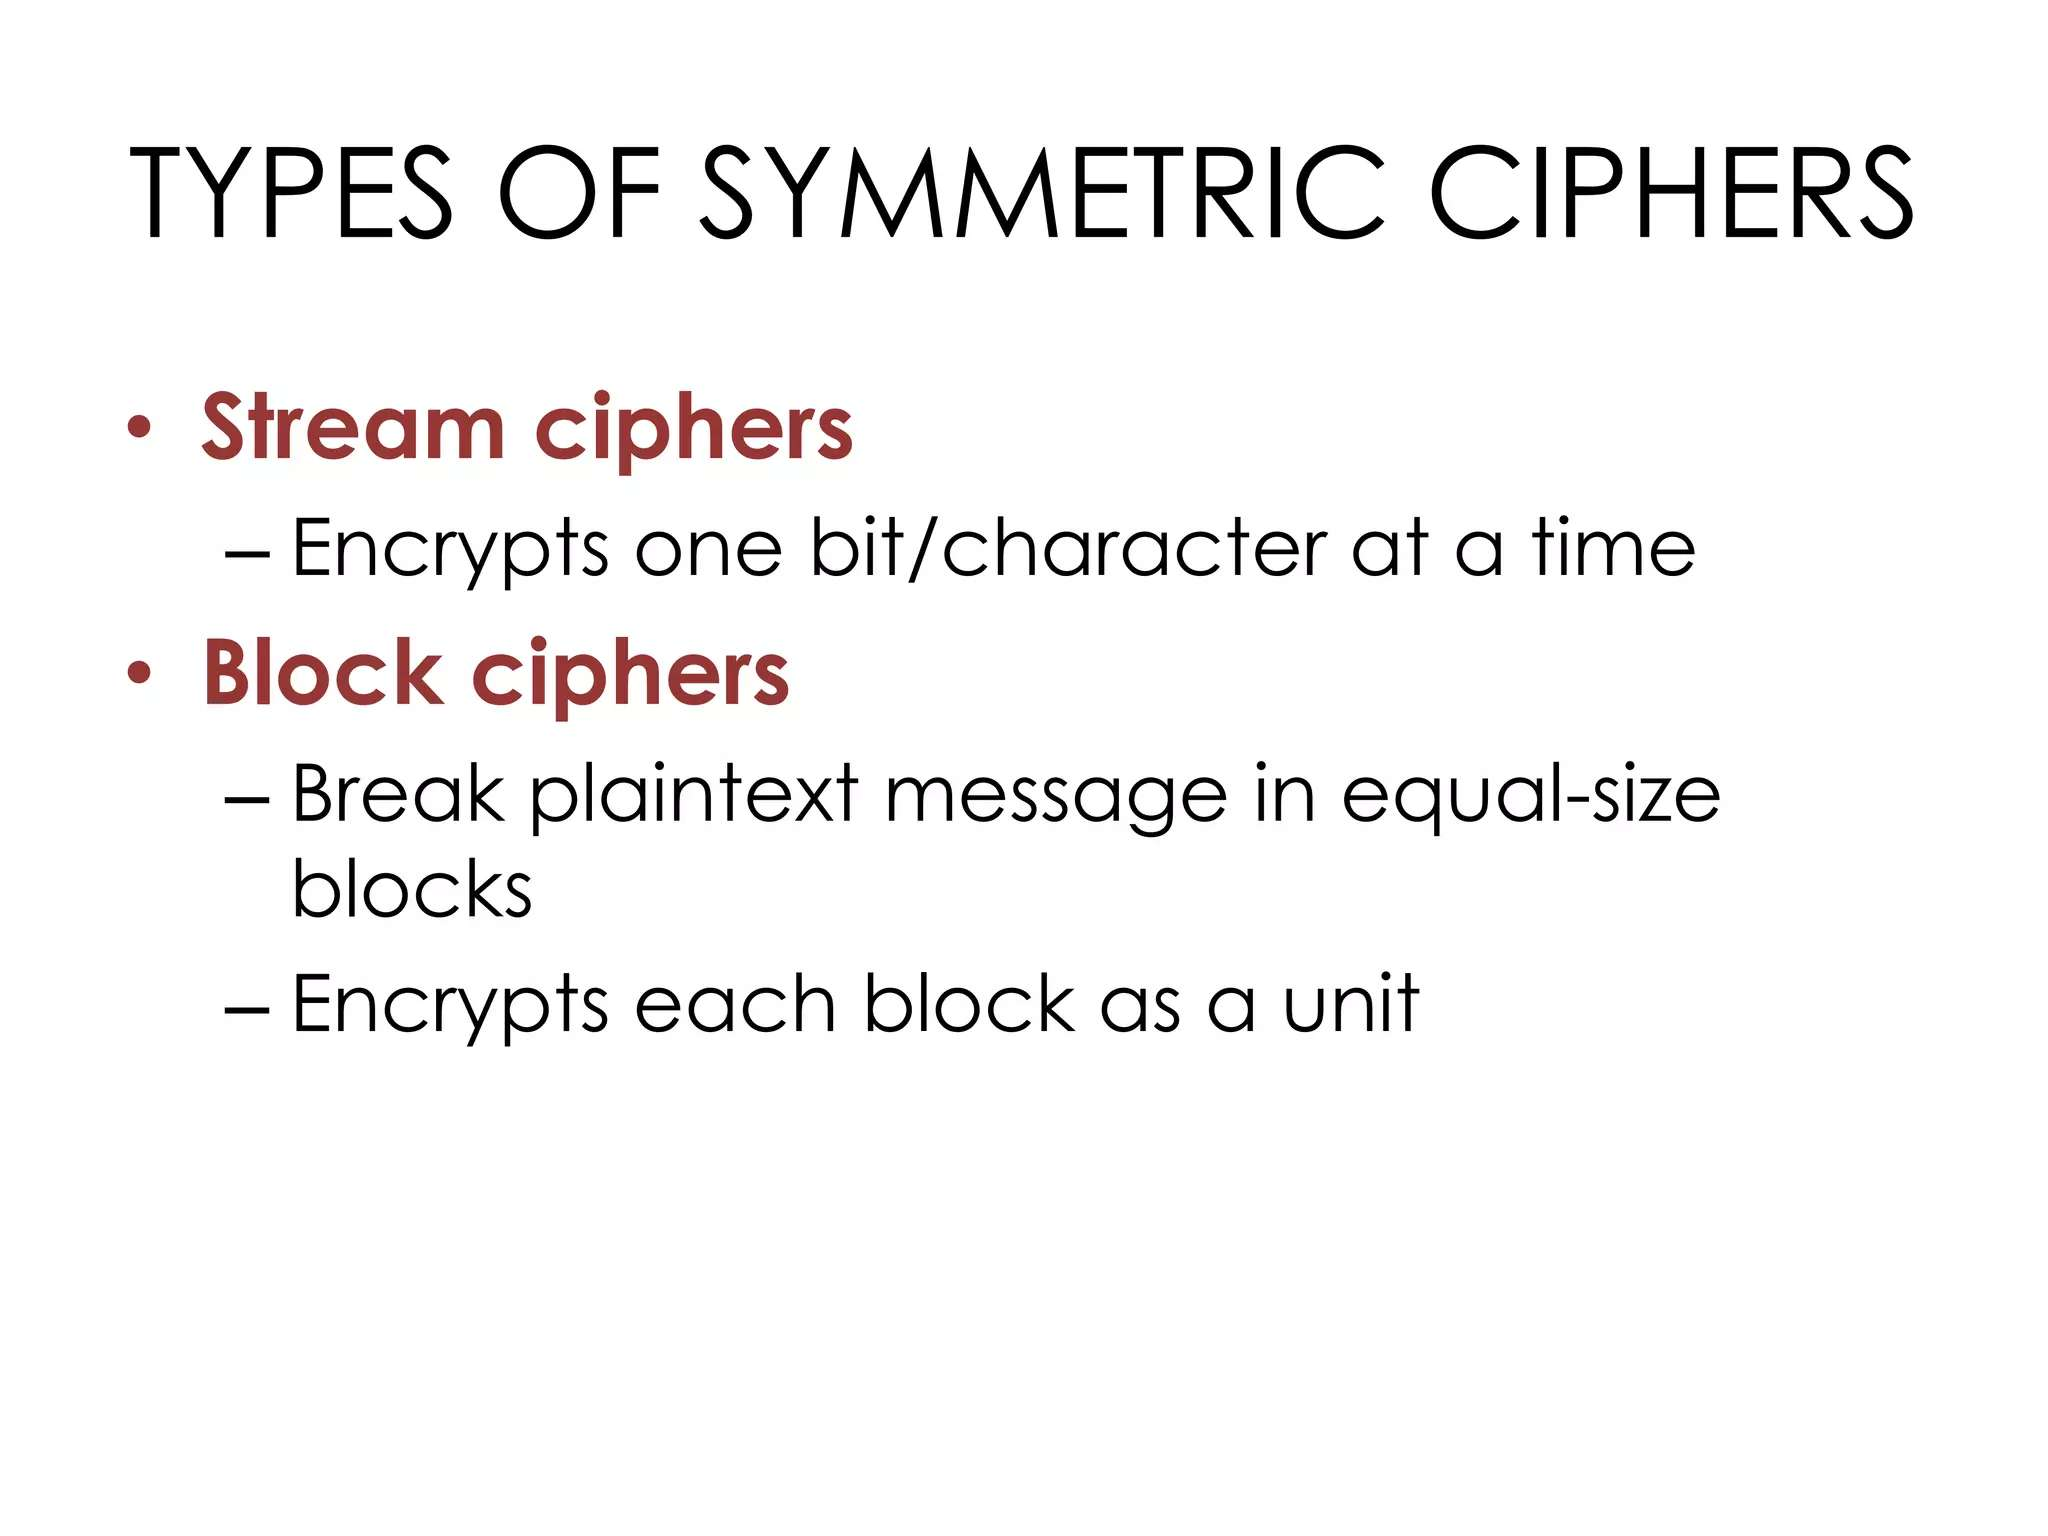 TYPES OF SYMMETRIC CIPHERS
• Stream ciphers
– Encrypts one bit/character at a time
• Block ciphers
– Break plaintext message in equal-size
blocks
– Encrypts each block as a unit